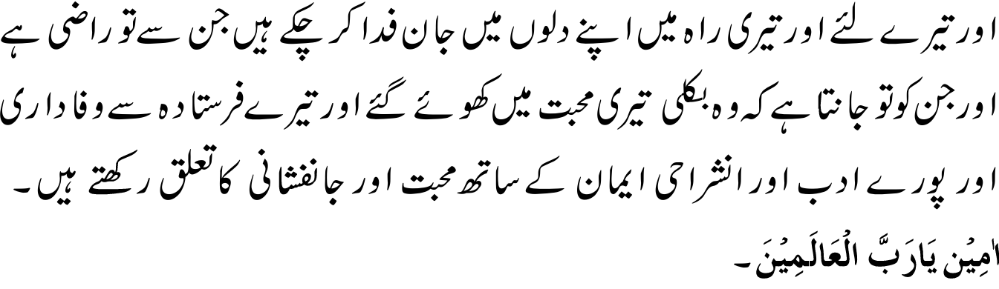 اور تیرے لئے اور تیری راہ میں اپنے دلوں میں جان فدا کر چکے ہیں جن سے تو راضی ہے
اور جن کو تو جانتا ہے کہ وہ بکلی تیری محبت میں کھوئے گئے اور تیرے فرستادہ سے وفاداری
اور پورے ادب اور انشراحی ایمان کے ساتھ محبت اور جانفشانی کا تعلق رکھتے ہیں۔
اٰمِیْن یَارَبَّ الْعَالَمِیْنَ۔